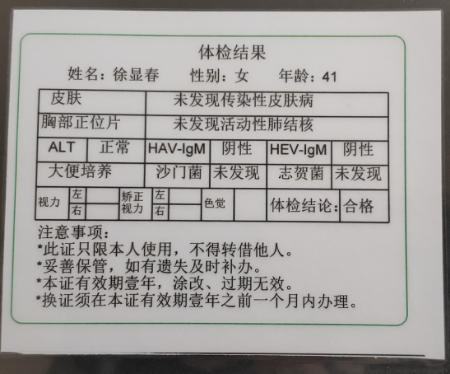 体检结果
姓名：徐显春 性别：女 年龄：41
皮肤 未发现传染性皮肤病
胸部正位片 未发现活动性肺结核
ALT 正常 HAV-IgM 阴性 HEV-IgM 阴性
大便培养 沙门菌 未发现 志贺菌 未发现
视力 左 右 矫正视力 左 右 色觉 体检结论：合格
注意事项：
*此证只限本人使用，不得转借他人。
*妥善保管，如有遗失及时补办。
*本证有效期壹年，涂改、过期无效。
*换证须在本证有效期壹年之前一个月内办理。